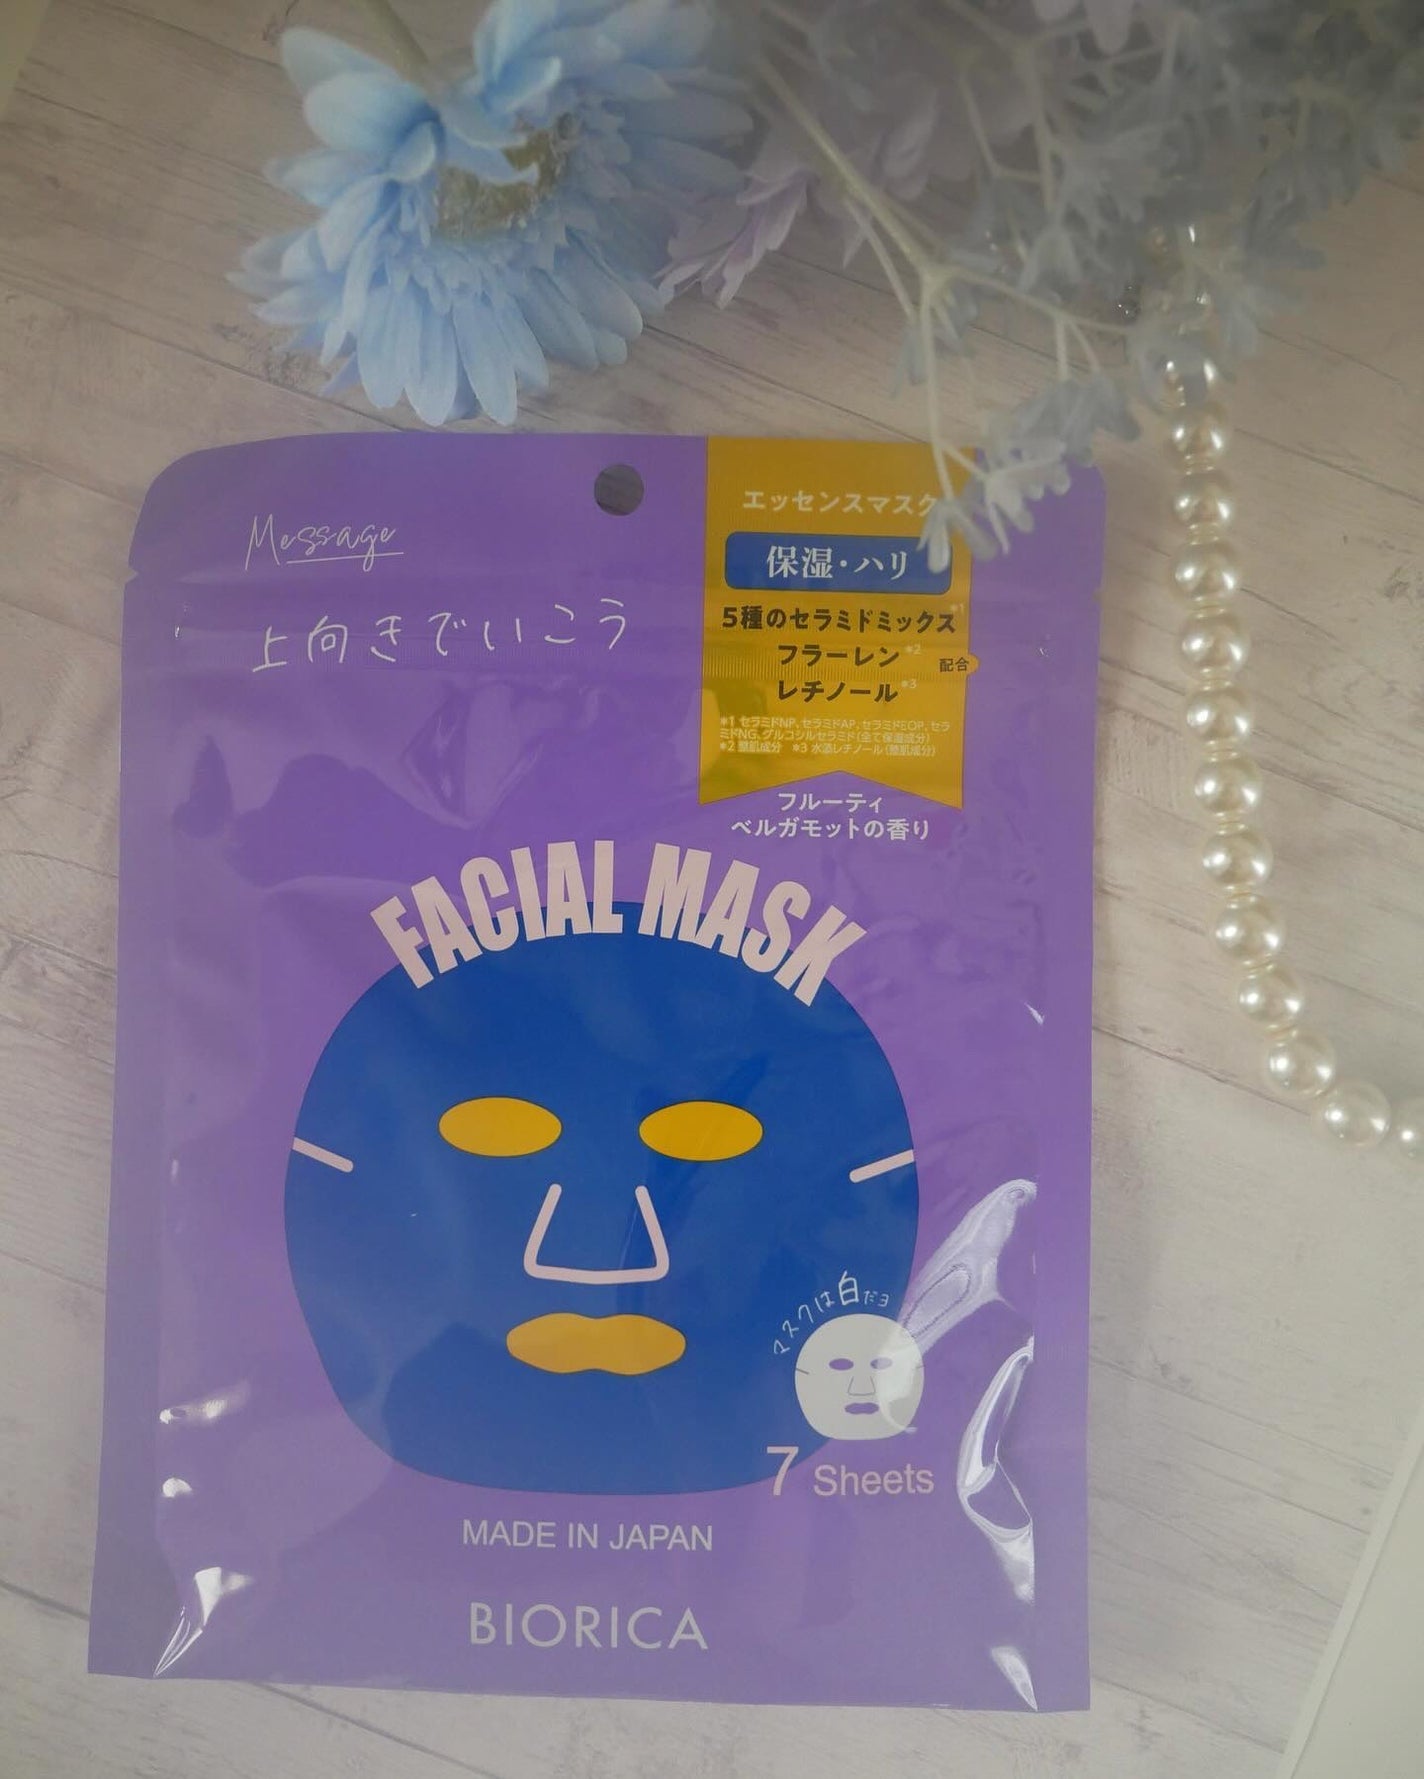 Message
上向きでいこう
エッセンスマスク
保湿・ハリ
5種のセラミドミックス*1
フラーレン*2
配合
レチノール*3
*1 セラミドNP、セラミドAP、セラミドEOP、セラ
ミドNG、グルコシルセラミド(全て保湿成分)
*2 整肌成分 *3 水添レチノール(整肌成分)
フルーティ
ベルガモットの香り
FACIAL MASK
マスクは白だヨ
7 Sheets
MADE IN JAPAN
BIORICA